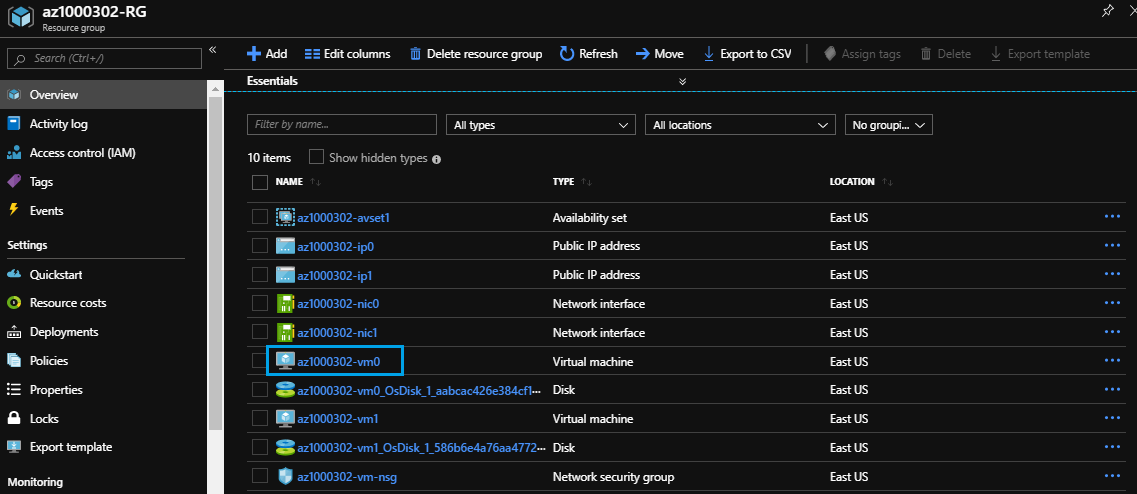 az1000302-RG
Resource group
Search (Ctrl+/)
«
Overview
Activity log
Access control (IAM)
Tags
Events
Settings
Quickstart
Resource costs
Deployments
Policies
Properties
Locks
Export template
Monitoring
Add Edit columns Delete resource group Refresh Move Export to CSV Assign tags Delete Export template
Essentials
Filter by name... All types All locations No groupi...
10 items Show hidden types
NAME TYPE LOCATION
az1000302-avset1 Availability set East US
az1000302-ip0 Public IP address East US
az1000302-ip1 Public IP address East US
az1000302-nic0 Network interface East US
az1000302-nic1 Network interface East US
az1000302-vm0 Virtual machine East US
az1000302-vm0_OsDisk_1_aabcac426e384cf1... Disk East US
az1000302-vm1 Virtual machine East US
az1000302-vm1_OsDisk_1_586b6e4a76aa4772... Disk East US
az1000302-vm-nsg Network security group East US